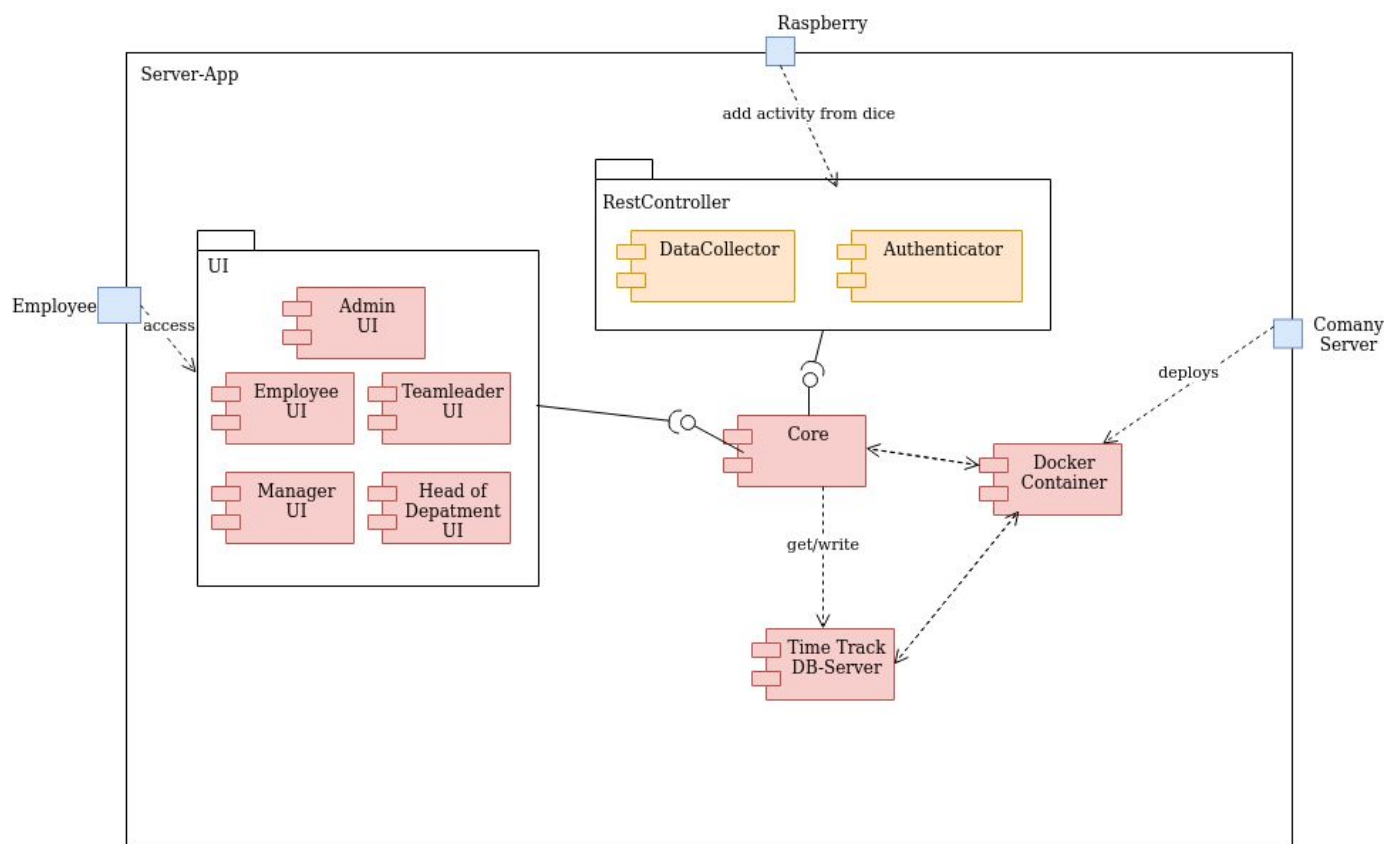 Raspberry
Server-App
add activity from dice
RestController
DataCollector
Authenticator
UI
Employee
access
Admin
UI
Employee
UI
Teamleader
UI
Manager
UI
Head of
Depatment
UI
Core
Comany
Server
deploys
Docker
Container
get/write
Time Track
DB-Server